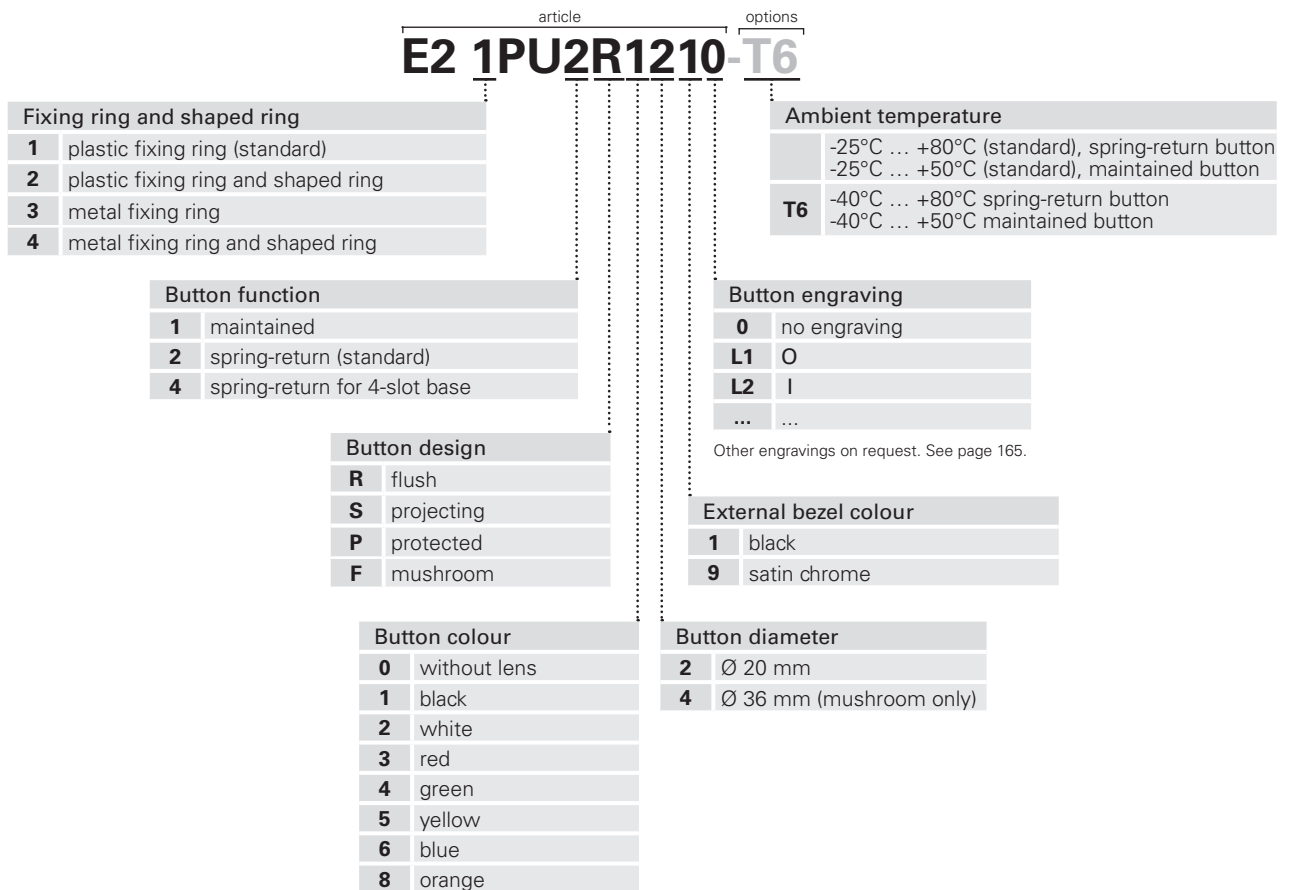 article
options
E2 1PU2R1210-T6
Fixing ring and shaped ring
1 plastic fixing ring (standard)
2 plastic fixing ring and shaped ring
3 metal fixing ring
4 metal fixing ring and shaped ring
Ambient temperature
-25°C … +80°C (standard), spring-return button
-25°C … +50°C (standard), maintained button
T6 -40°C … +80°C spring-return button
-40°C … +50°C maintained button
Button function
1 maintained
2 spring-return (standard)
4 spring-return for 4-slot base
Button engraving
0 no engraving
L1 O
L2 I
... ...
Other engravings on request. See page 165.
Button design
R flush
S projecting
P protected
F mushroom
External bezel colour
1 black
9 satin chrome
Button colour
0 without lens
1 black
2 white
3 red
4 green
5 yellow
6 blue
8 orange
Button diameter
2 Ø 20 mm
4 Ø 36 mm (mushroom only)